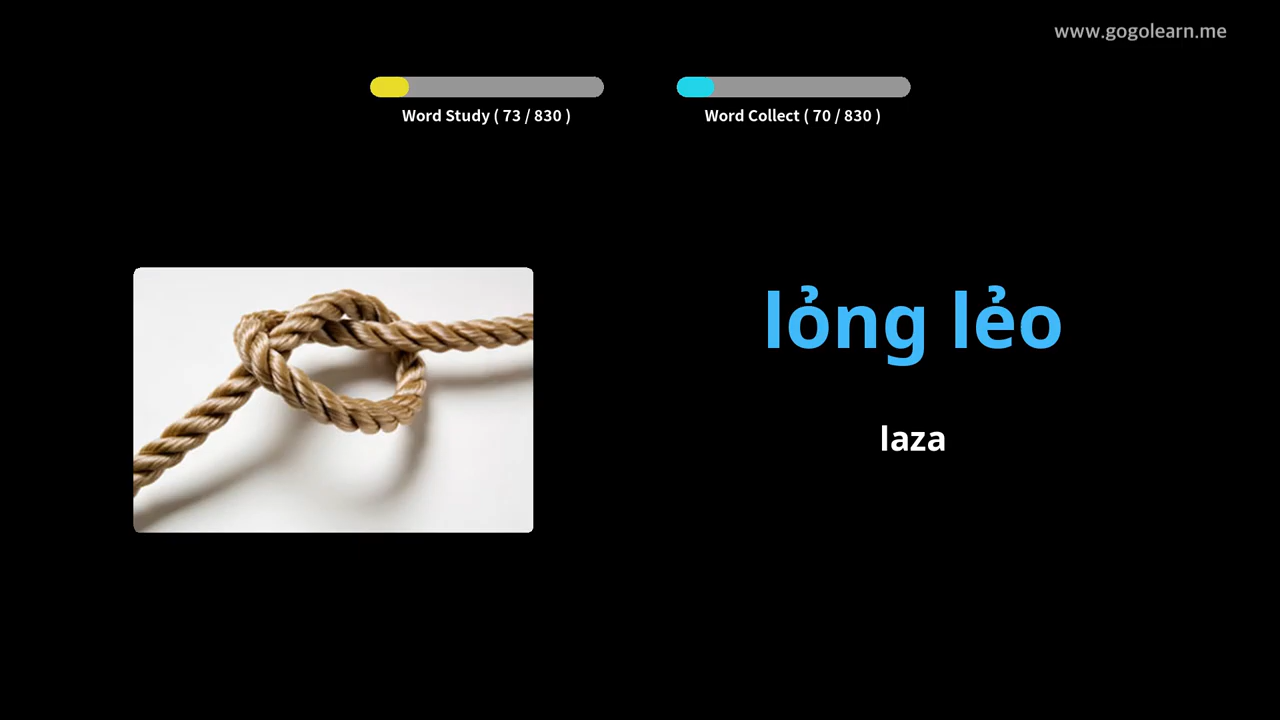 www.gogolearn.me
Word Study ( 73 / 830 )
Word Collect ( 70 / 830 )
lỏng lẻo
laza